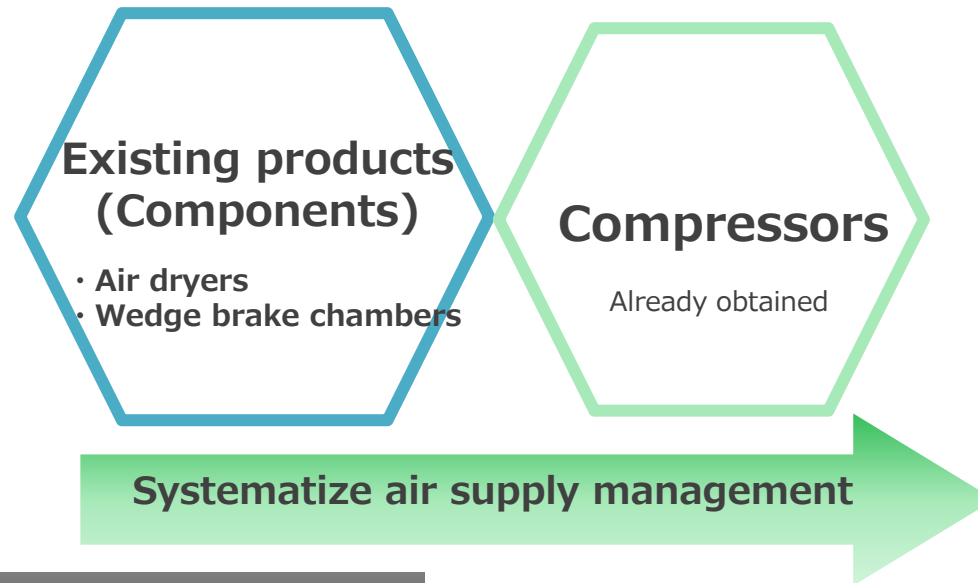 Existing products
(Components)
・Air dryers
・Wedge brake chambers
Compressors
Already obtained
Systematize air supply management